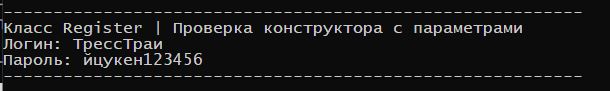 ----------------------------------------------------------
Класс Register | Проверка конструктора с параметрами
Логин: ТрессТраи
Пароль: йцукен123456
----------------------------------------------------------